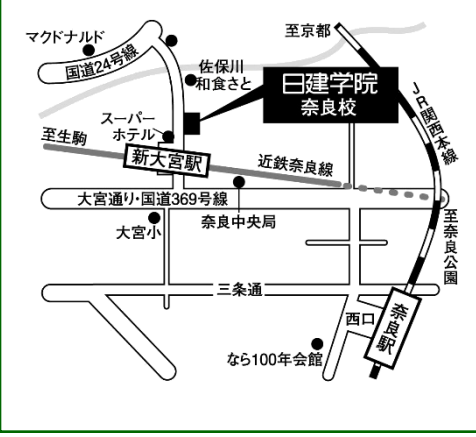 マクドナルド
国道24号線
至京都
佐保川
和食さと
日建学院
奈良校
JR関西本線
スーパー
ホテル
至生駒
新大宮駅
近鉄奈良線
大宮通り・国道369号線
大宮小
奈良中央局
至奈良公園
三条通
西口
奈良駅
なら100年会館